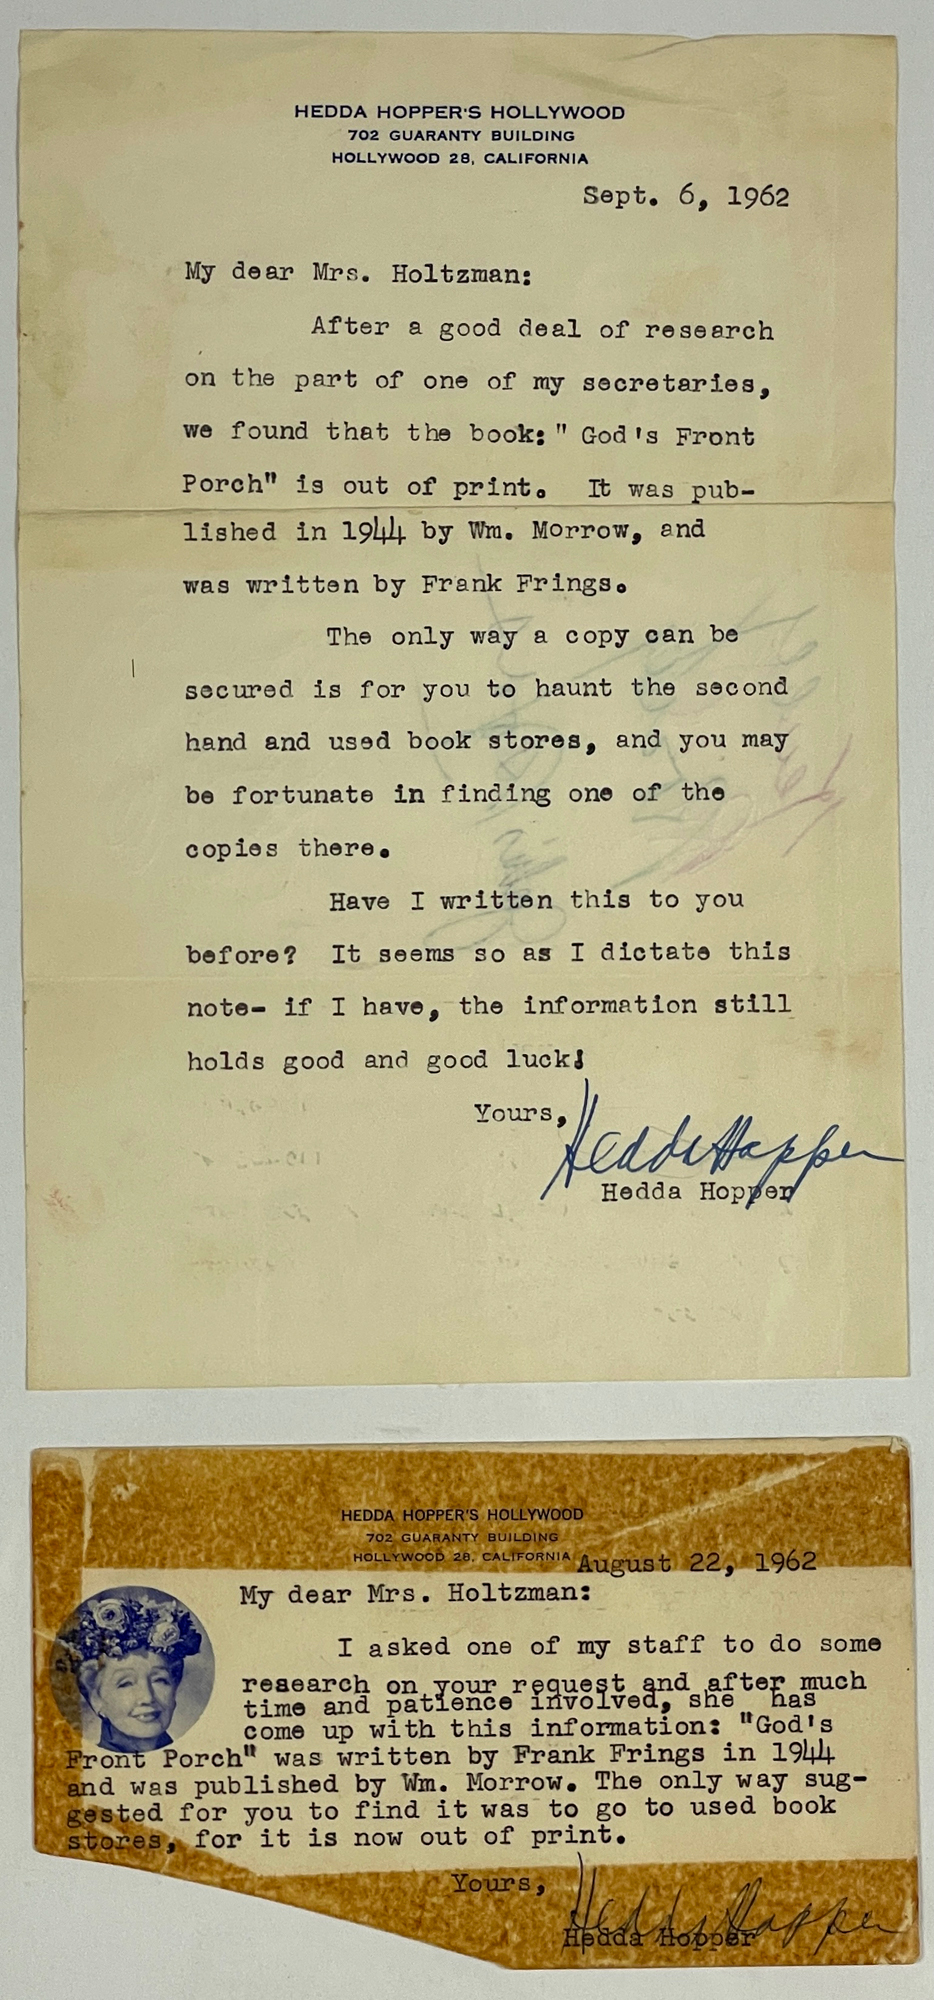 HEDDA HOPPER'S HOLLYWOOD
702 GUARANTY BUILDING
HOLLYWOOD 28, CALIFORNIA
Sept. 6, 1962
My dear Mrs. Holtzman:
After a good deal of research
on the part of one of my secretaries,
we found that the book:" God's Front
Porch" is out of print. It was pub-
lished in 1944 by Wm. Morrow, and
was written by Frank Frings.
The only way a copy can be
secured is for you to haunt the second
hand and used book stores, and you may
be fortunate in finding one of the
copies there.
Have I written this to you
before? It seems so as I dictate this
note- if I have, the information still
holds good and good luck!
Yours,
Hedda Hopper
Hedda Hopper
HEDDA HOPPER'S HOLLYWOOD
702 GUARANTY BUILDING
HOLLYWOOD 28, CALIFORNIA
August 22, 1962
My dear Mrs. Holtzman:
I asked one of my staff to do some
research on your request and after much
time and patience involved, she has
come up with this information: "God's
Front Porch" was written by Frank Frings in 1944
and was published by Wm. Morrow. The only way sug-
gested for you to find it was to go to used book
stores, for it is now out of print.
Yours,
Hedda Hopper
Hedda Hopper